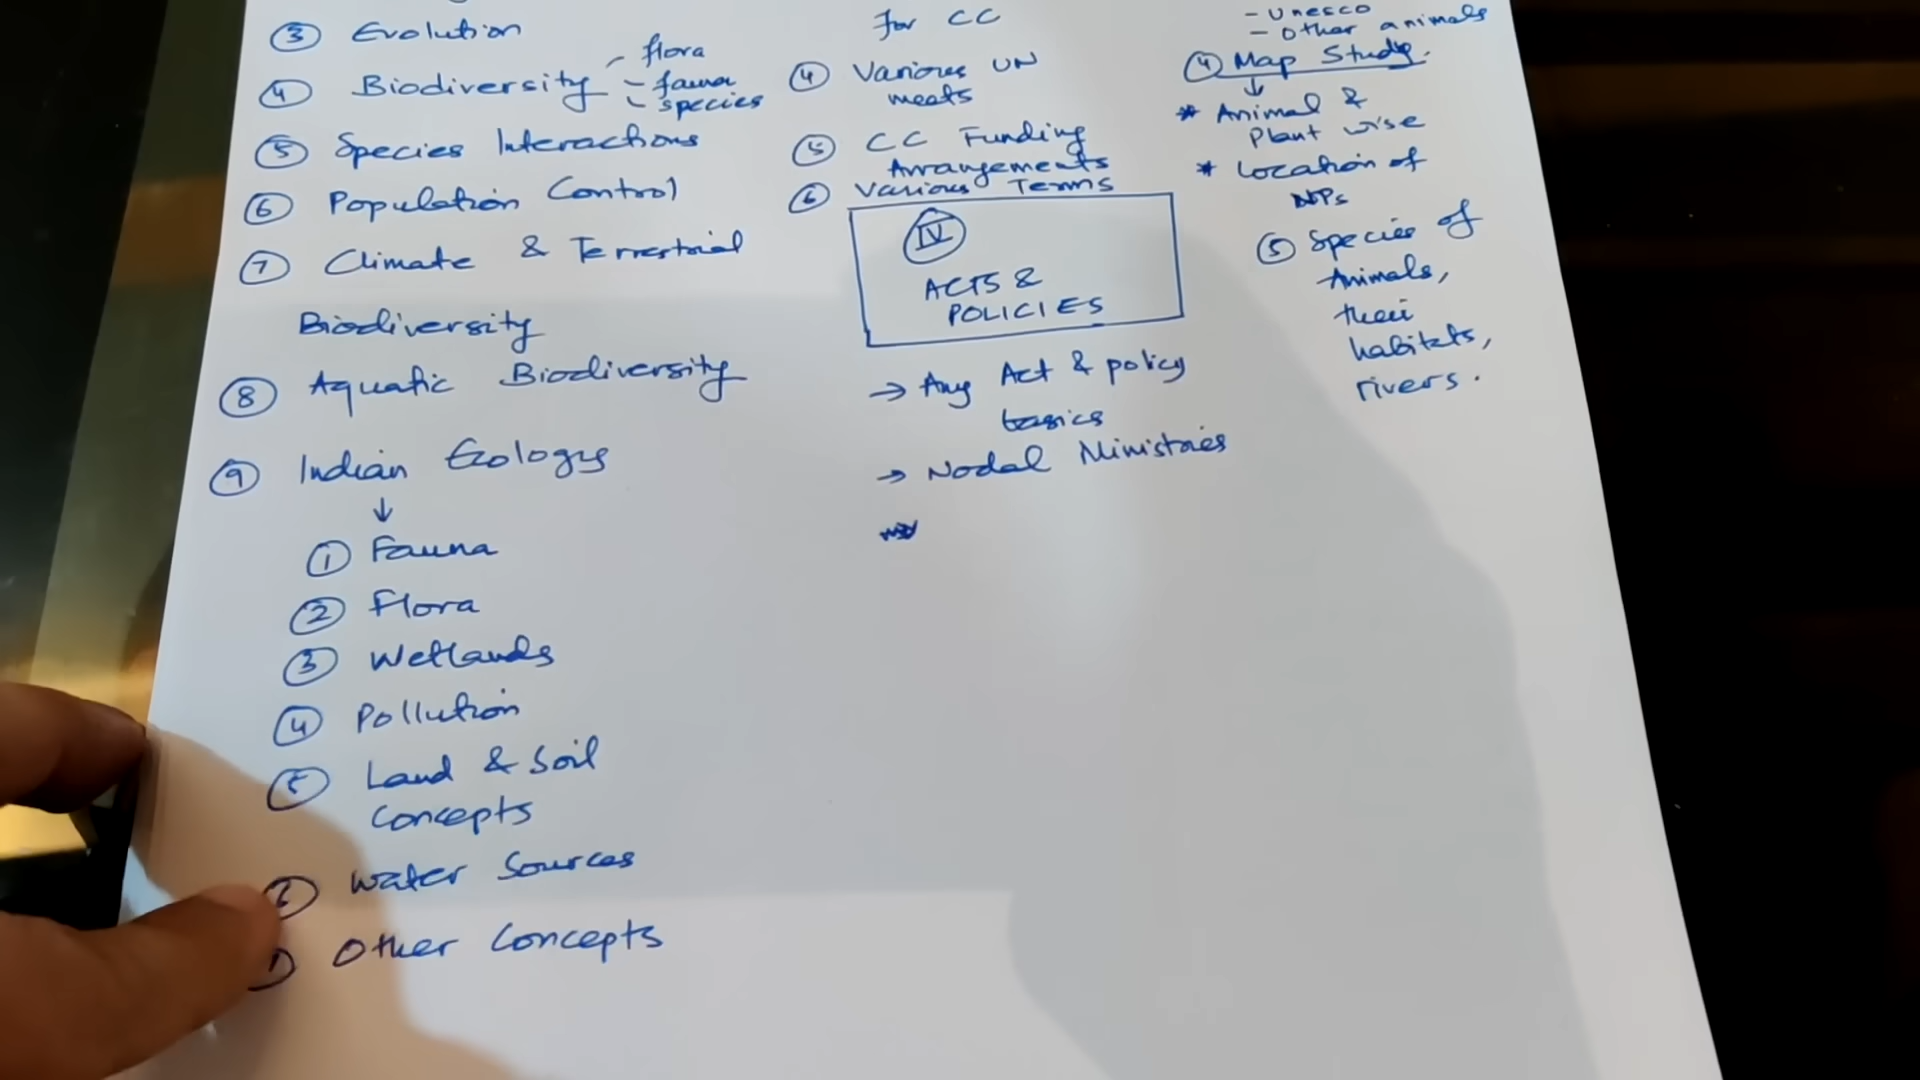 ③ Evolution
④ Biodiversity - flora
- fauna
- species
⑤ Species Interactions
⑥ Population Control
⑦ Climate & Terrestrial
Biodiversity
⑧ Aquatic Biodiversity
⑨ Indian Ecology
↓
① Fauna
② Flora
③ Wetlands
④ Pollution
⑤ Land & Soil
Concepts
⑥ Water Sources
Other Concepts
for CC
④ Various UN
meets
⑤ CC Funding
Arrangements
⑥ Various Terms
IV
ACTS &
POLICIES
→ Any Act & policy
basics
→ Nodal Ministries
- Unesco
- Other animals
④ Map Study.
↓
* Animal &
Plant wise
* Location of
NPs
⑤ Species of
Animals,
their
habitats,
rivers.